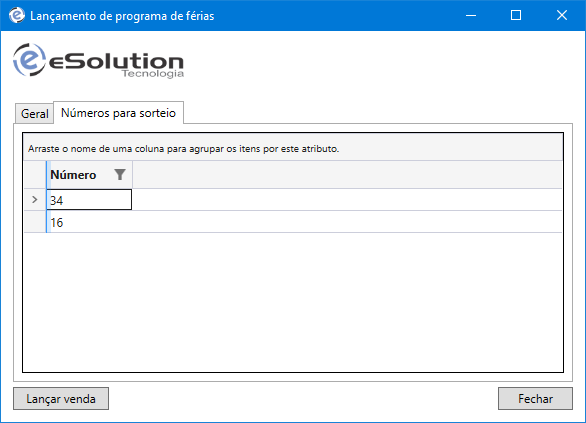 Lançamento de programa de férias
eSolution
Tecnologia
Geral
Números para sorteio
Arraste o nome de uma coluna para agrupar os itens por este atributo.
Número
34
16
Lançar venda
Fechar